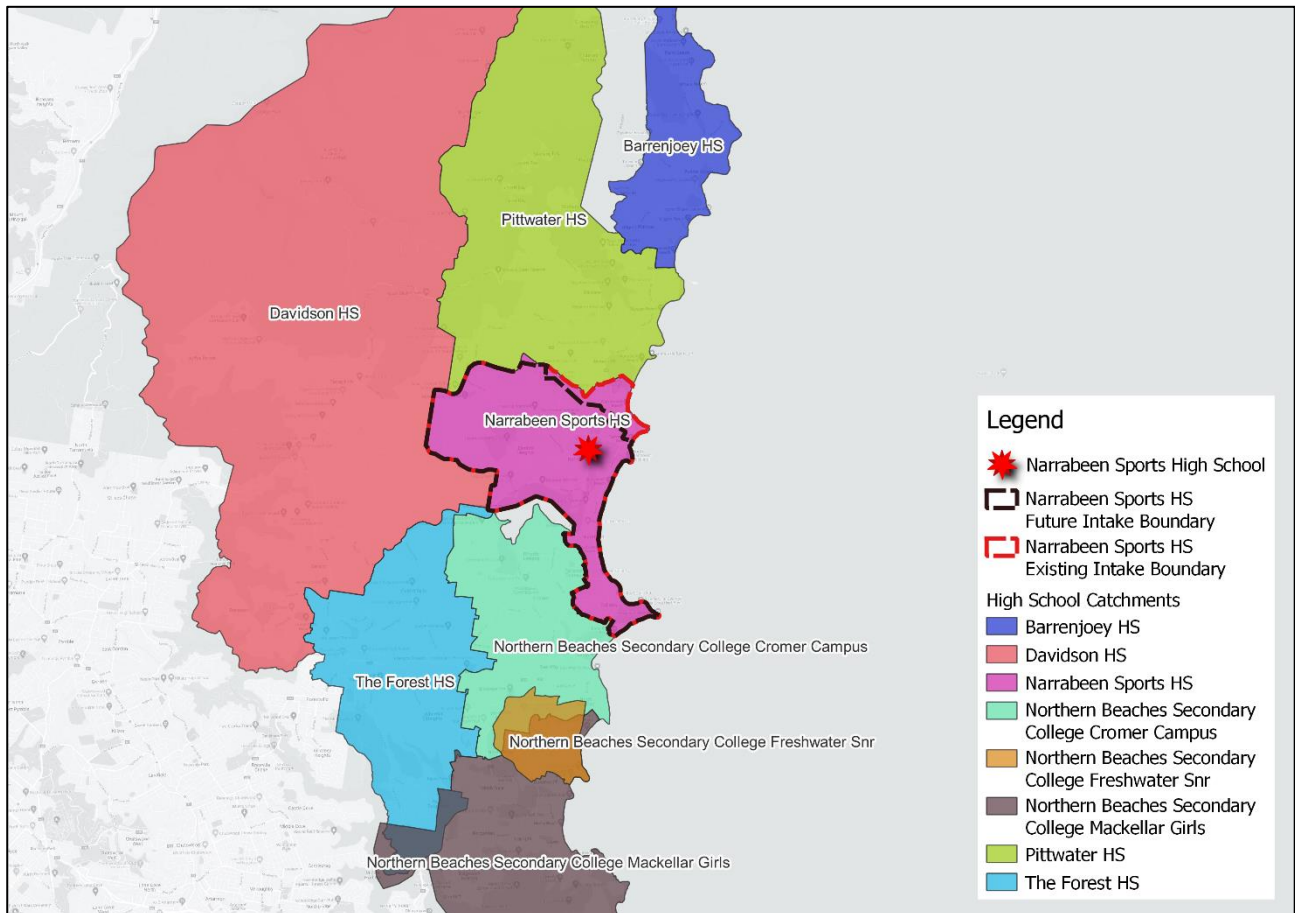 Barrenjoey HS
Pittwater HS
Davidson HS
Narrabeen Sports HS
Northern Beaches Secondary College Cromer Campus
The Forest HS
Northern Beaches Secondary College Freshwater Snr
Northern Beaches Secondary College Mackellar Girls
Legend
Narrabeen Sports High School
Narrabeen Sports HS
Future Intake Boundary
Narrabeen Sports HS
Existing Intake Boundary
High School Catchments
Barrenjoey HS
Davidson HS
Narrabeen Sports HS
Northern Beaches Secondary
College Cromer Campus
Northern Beaches Secondary
College Freshwater Snr
Northern Beaches Secondary
College Mackellar Girls
Pittwater HS
The Forest HS